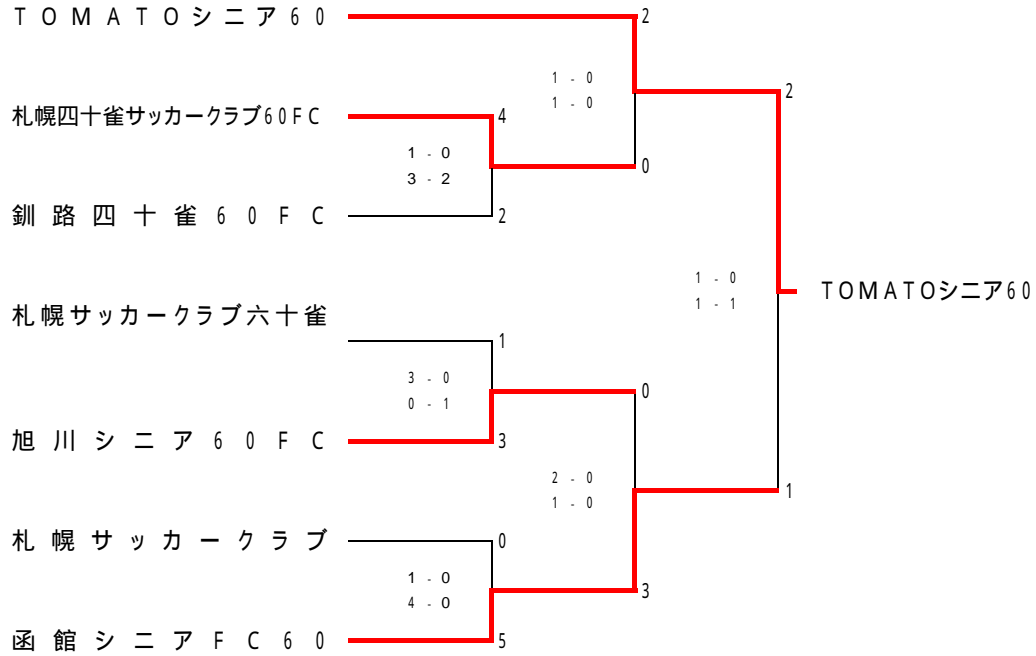 TOMATOシニア60
2
1 - 0
1 - 0
2
札幌四十雀サッカークラブ60FC
4
1 - 0
3 - 2
0
釧路四十雀60FC
2
1 - 0
1 - 1
TOMATOシニア60
札幌サッカークラブ六十雀
1
3 - 0
0 - 1
0
旭川シニア60FC
3
2 - 0
1 - 0
1
札幌サッカークラブ
0
1 - 0
4 - 0
3
函館シニアFC60
5